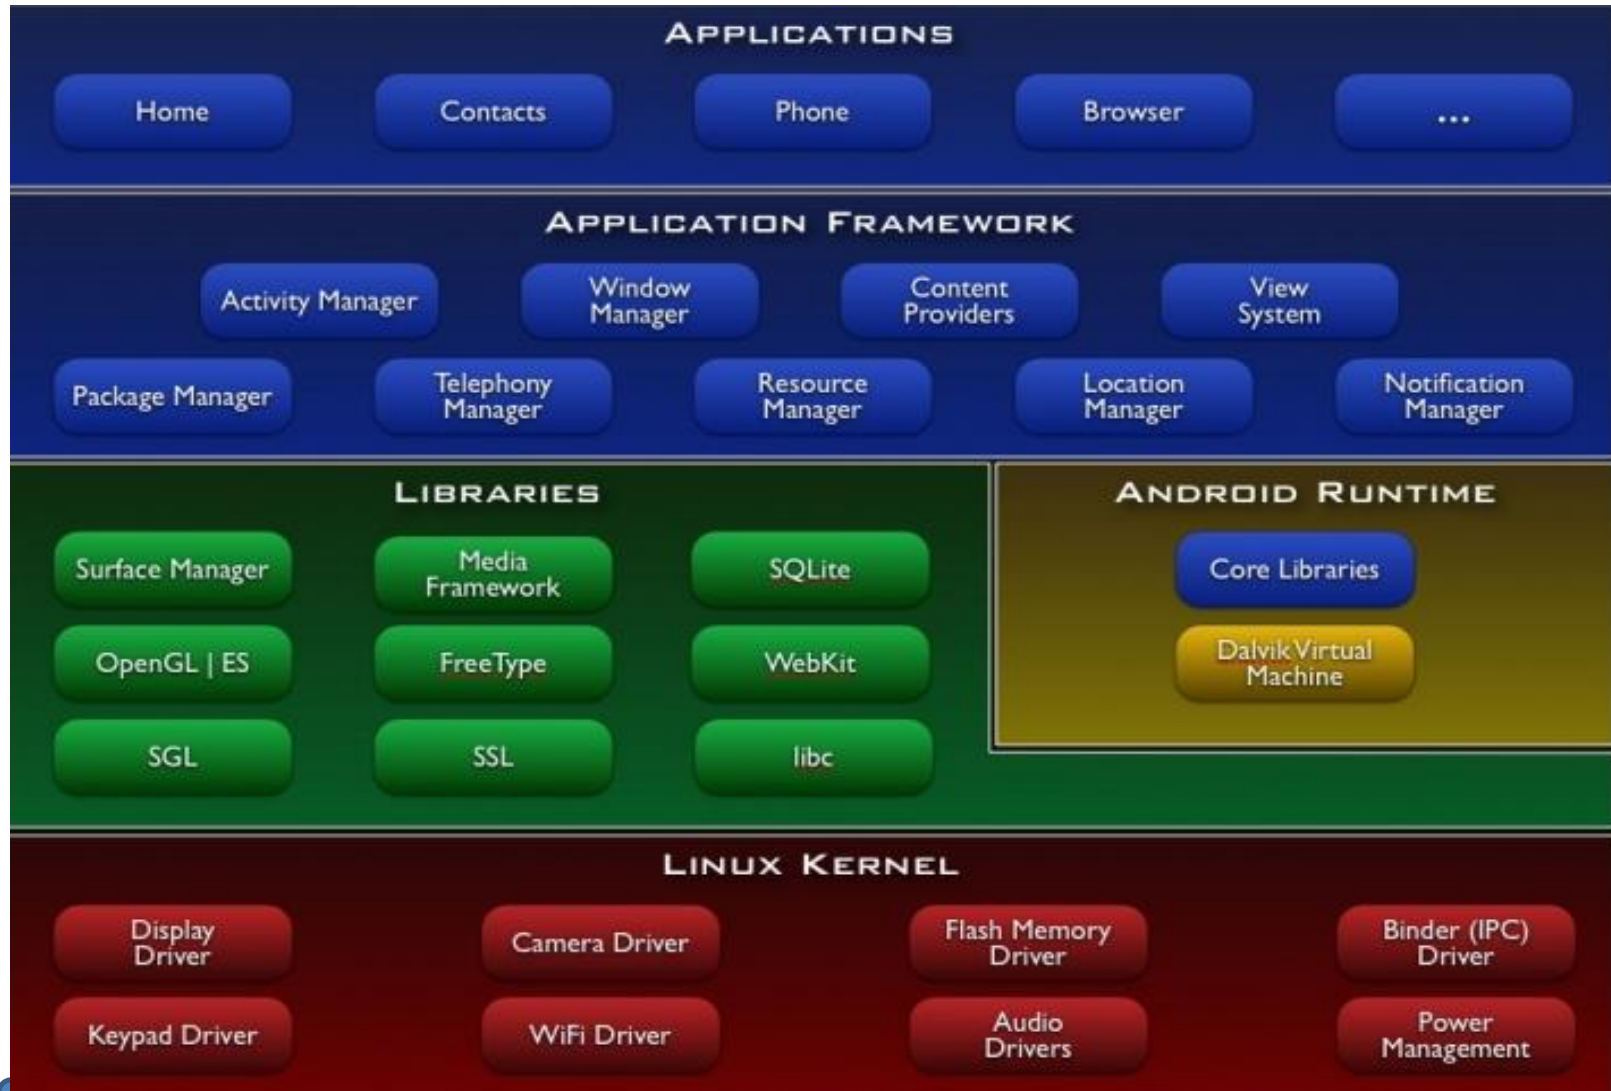 APPLICATIONS
Home
Contacts
Phone
Browser
...
APPLICATION FRAMEWORK
Activity Manager
Window
Manager
Content
Providers
View
System
Package Manager
Telephony
Manager
Resource
Manager
Location
Manager
Notification
Manager
LIBRARIES
Surface Manager
Media
Framework
SQLite
OpenGL | ES
FreeType
WebKit
SGL
SSL
libc
ANDROID RUNTIME
Core Libraries
Dalvik Virtual
Machine
LINUX KERNEL
Display
Driver
Camera Driver
Flash Memory
Driver
Binder (IPC)
Driver
Keypad Driver
WiFi Driver
Audio
Drivers
Power
Management